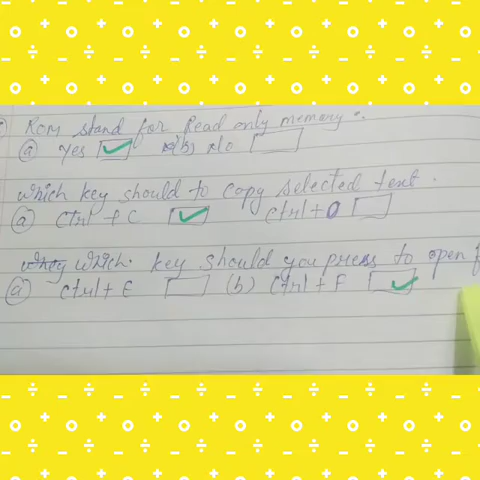 Rom stand for Read only memory.
(a) Yes (b) No
which key should to copy selected text.
(a) Ctrl + C Ctrl + O
which key should you press to open
(a) Ctrl + E (b) Ctrl + F